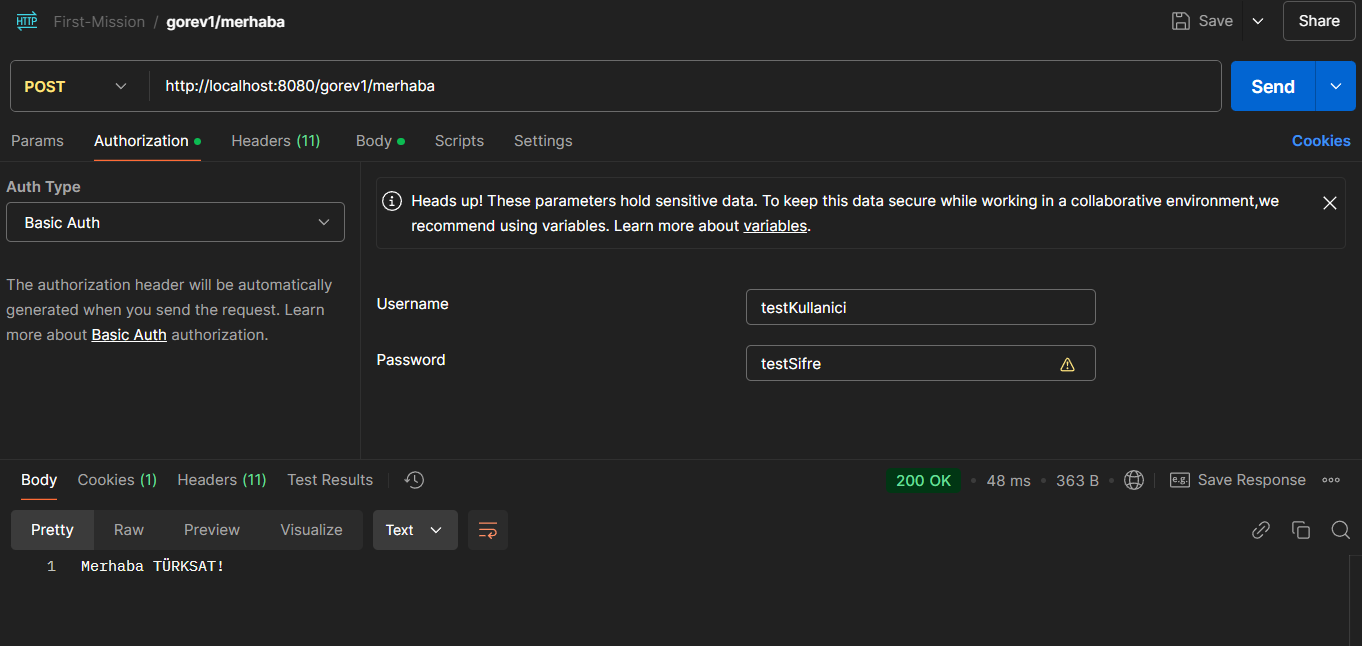 HTTP First-Mission / gorev1/merhaba Save Share
POST http://localhost:8080/gorev1/merhaba Send
Params Authorization Headers (11) Body Scripts Settings Cookies
Auth Type
Basic Auth
The authorization header will be automatically
generated when you send the request. Learn
more about Basic Auth authorization.
Heads up! These parameters hold sensitive data. To keep this data secure while working in a collaborative environment,we
recommend using variables. Learn more about variables.
Username testKullanici
Password testSifre
Body Cookies (1) Headers (11) Test Results 200 OK 48 ms 363 B e.g. Save Response
Pretty Raw Preview Visualize Text
1 Merhaba TÜRKSAT!